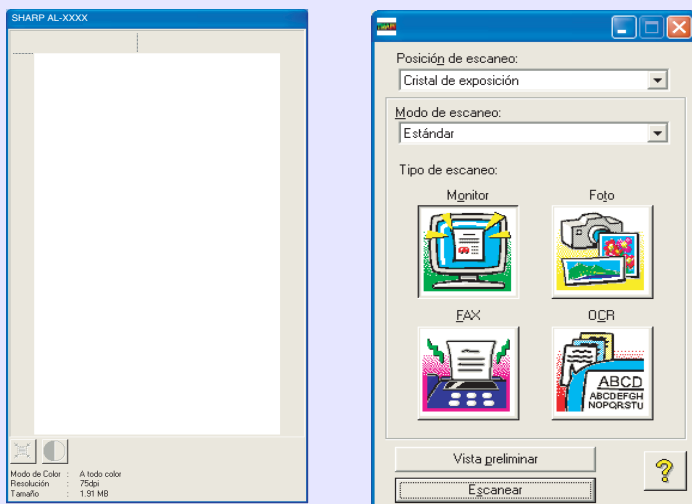 SHARP AL-XXXX
Modo de Color : A todo color
Resolución : 75dpi
Tamaño : 1.91 MB
Posición de escaneo:
Cristal de exposición
Modo de escaneo:
Estándar
Tipo de escaneo:
Monitor Foto
FAX OCR
ABCD
ABCDEFGH
NOPQRSTU
Vista preliminar
Escanear